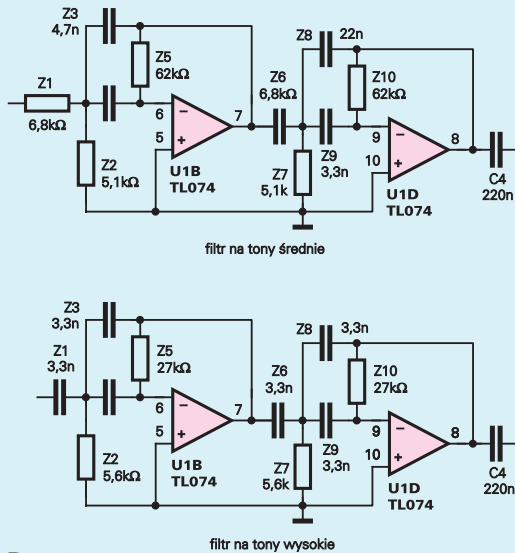 Z3
4,7n
Z1
6,8kΩ
Z2
5,1kΩ
Z5
62kΩ
6
5
7
U1B
TL074
Z6
6,8kΩ
Z8
22n
Z7
5,1k
Z9
3,3n
Z10
62kΩ
9
10
8
U1D
TL074
C4
220n
filtr na tony średnie
Z3
3,3n
Z1
3,3n
Z2
5,6kΩ
Z5
27kΩ
6
5
7
U1B
TL074
Z6
3,3n
Z8
3,3n
Z7
5,6k
Z9
3,3n
Z10
27kΩ
9
10
8
U1D
TL074
C4
220n
filtr na tony wysokie